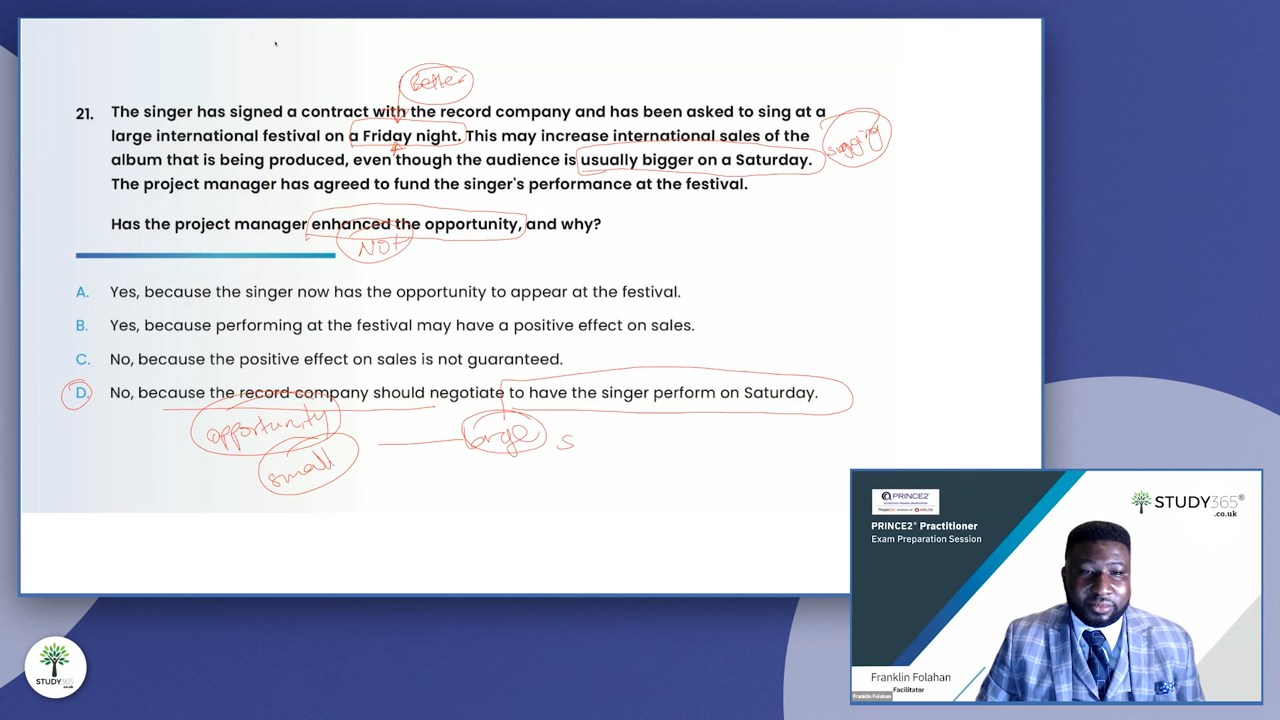 Better
21. The singer has signed a contract with the record company and has been asked to sing at a
large international festival on a Friday night. This may increase international sales of the
singing
album that is being produced, even though the audience is usually bigger on a Saturday.
The project manager has agreed to fund the singer's performance at the festival.
Has the project manager enhanced the opportunity, and why?
NOT
A. Yes, because the singer now has the opportunity to appear at the festival.
B. Yes, because performing at the festival may have a positive effect on sales.
C. No, because the positive effect on sales is not guaranteed.
D. No, because the record company should negotiate to have the singer perform on Saturday.
opportunity
large s
small
PRINCE2®
STUDY365®
.co.uk
PRINCE2® Practitioner
Exam Preparation Session
Franklin Folahan
Facilitator
Franklin Folahan
STUDY365
.co.uk